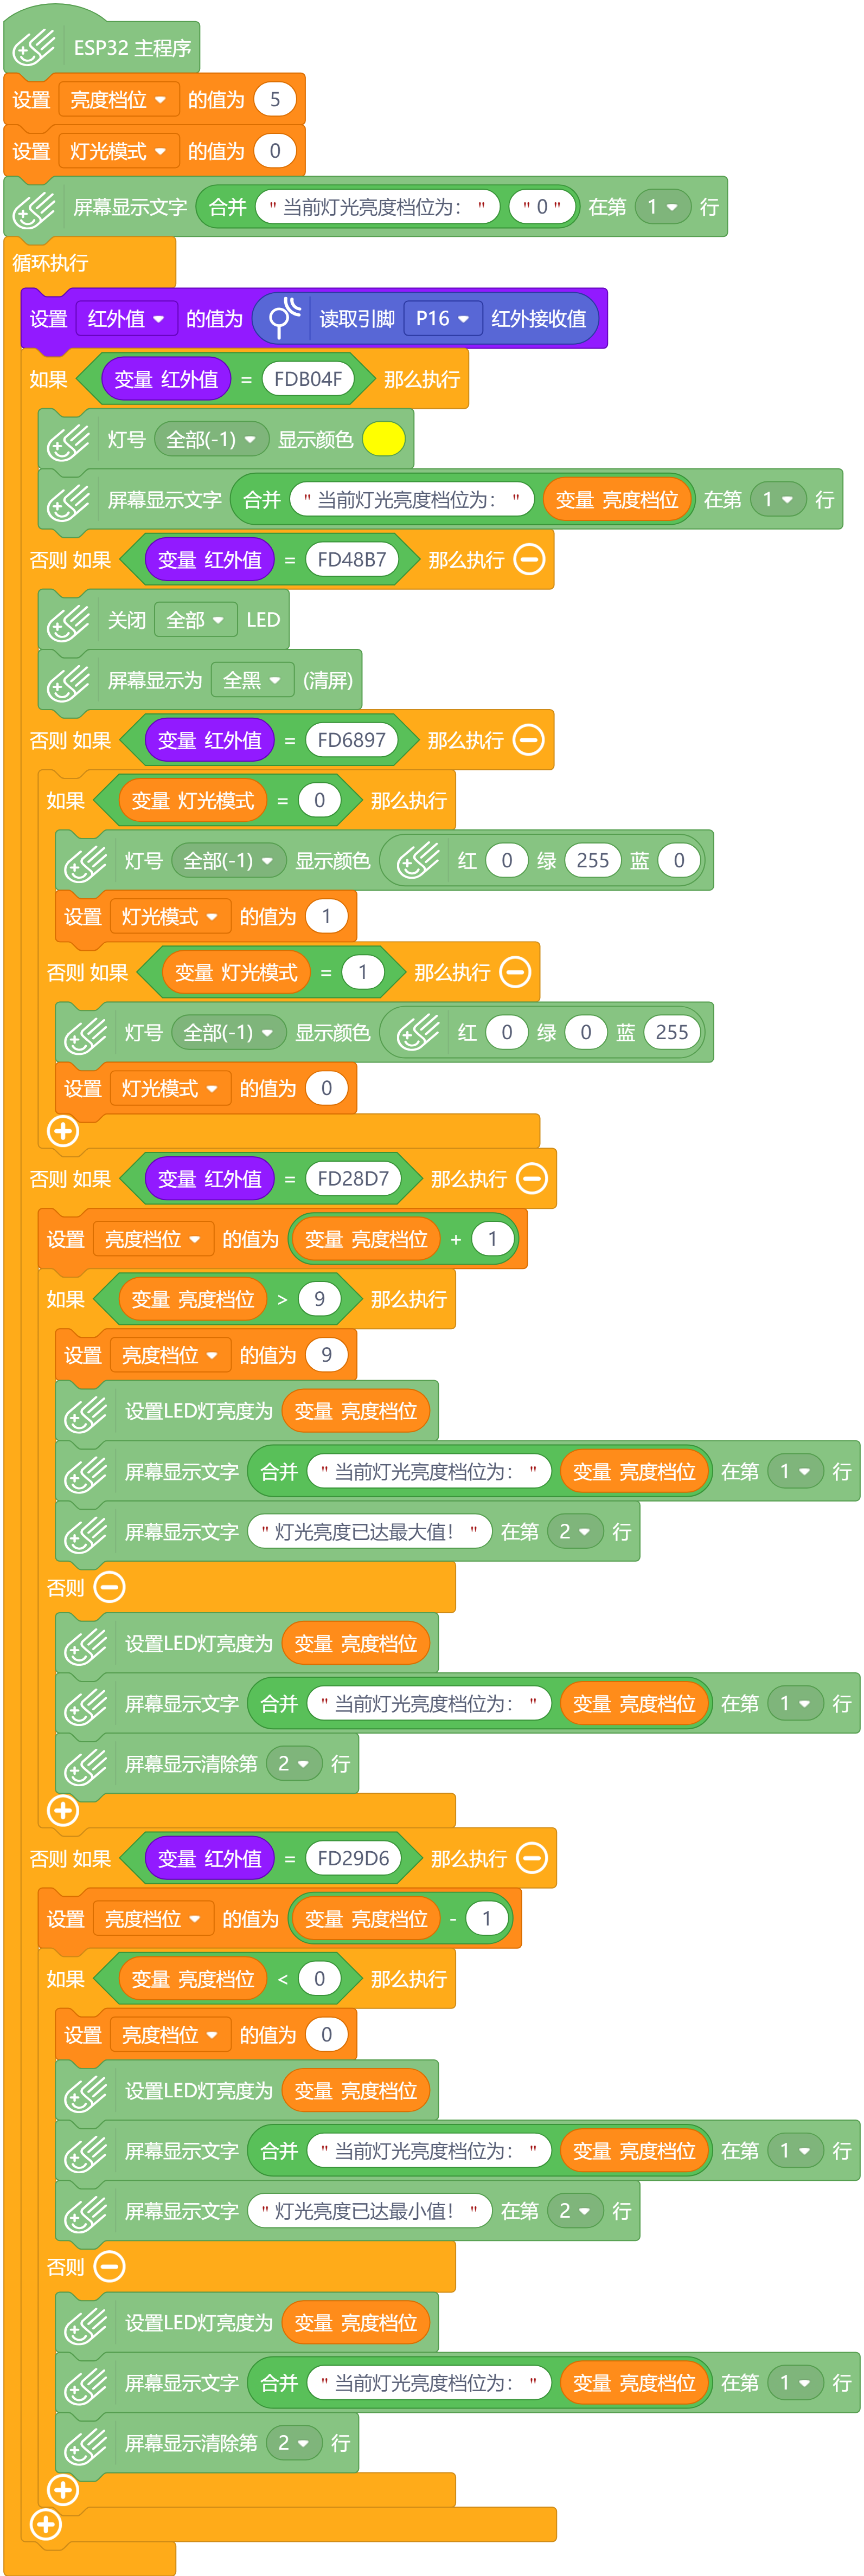 ESP32 主程序
设置 亮度档位 的值为 5
设置 灯光模式 的值为 0
屏幕显示文字 合并 " 当前灯光亮度档位为： " " 0 " 在第 1 行
循环执行
设置 红外值 的值为 读取引脚 P16 红外接收值
如果 变量 红外值 = FDB04F 那么执行
灯号 全部(-1) 显示颜色
屏幕显示文字 合并 " 当前灯光亮度档位为： " 变量 亮度档位 在第 1 行
否则 如果 变量 红外值 = FD48B7 那么执行
关闭 全部 LED
屏幕显示为 全黑 (清屏)
否则 如果 变量 红外值 = FD6897 那么执行
如果 变量 灯光模式 = 0 那么执行
灯号 全部(-1) 显示颜色 红 0 绿 255 蓝 0
设置 灯光模式 的值为 1
否则 如果 变量 灯光模式 = 1 那么执行
灯号 全部(-1) 显示颜色 红 0 绿 0 蓝 255
设置 灯光模式 的值为 0
否则 如果 变量 红外值 = FD28D7 那么执行
设置 亮度档位 的值为 变量 亮度档位 + 1
如果 变量 亮度档位 > 9 那么执行
设置 亮度档位 的值为 9
设置LED灯亮度为 变量 亮度档位
屏幕显示文字 合并 " 当前灯光亮度档位为： " 变量 亮度档位 在第 1 行
屏幕显示文字 " 灯光亮度已达最大值！ " 在第 2 行
否则
设置LED灯亮度为 变量 亮度档位
屏幕显示文字 合并 " 当前灯光亮度档位为： " 变量 亮度档位 在第 1 行
屏幕显示清除第 2 行
否则 如果 变量 红外值 = FD29D6 那么执行
设置 亮度档位 的值为 变量 亮度档位 - 1
如果 变量 亮度档位 < 0 那么执行
设置 亮度档位 的值为 0
设置LED灯亮度为 变量 亮度档位
屏幕显示文字 合并 " 当前灯光亮度档位为： " 变量 亮度档位 在第 1 行
屏幕显示文字 " 灯光亮度已达最小值！ " 在第 2 行
否则
设置LED灯亮度为 变量 亮度档位
屏幕显示文字 合并 " 当前灯光亮度档位为： " 变量 亮度档位 在第 1 行
屏幕显示清除第 2 行